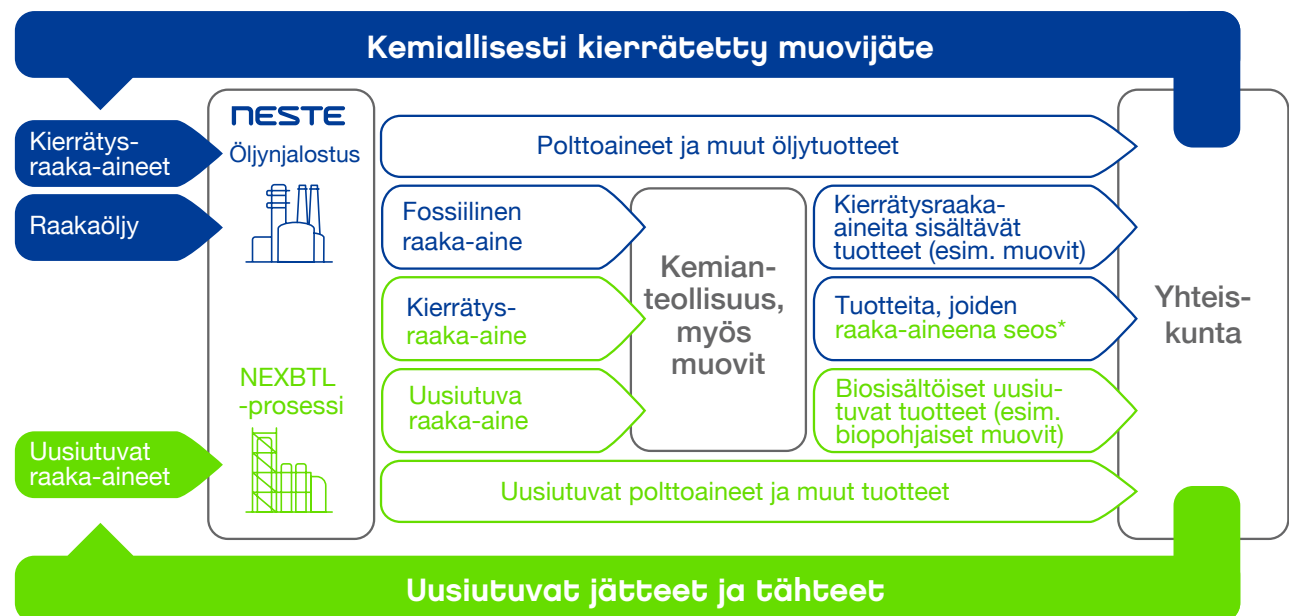 Kemiallisesti kierrätetty muovijäte
Kierrätys-
raaka-aineet
Raakaöljy
NESTE
Öljynjalostus
Polttoaineet ja muut öljytuotteet
Fossiilinen
raaka-aine
Kierrätys-
raaka-aine
NEXBTL
-prosessi
Uusiutuva
raaka-aine
Kemian-
teollisuus,
myös
muovit
Kierrätysraaka-
aineita sisältävät
tuotteet (esim. muovit)
Tuotteita, joiden
raaka-aineena seos*
Biosisältöiset uusiu-
tuvat tuotteet (esim.
biopohjaiset muovit)
Yhteis-
kunta
Uusiutuvat
raaka-aineet
Uusiutuvat polttoaineet ja muut tuotteet
Uusiutuvat jätteet ja tähteet